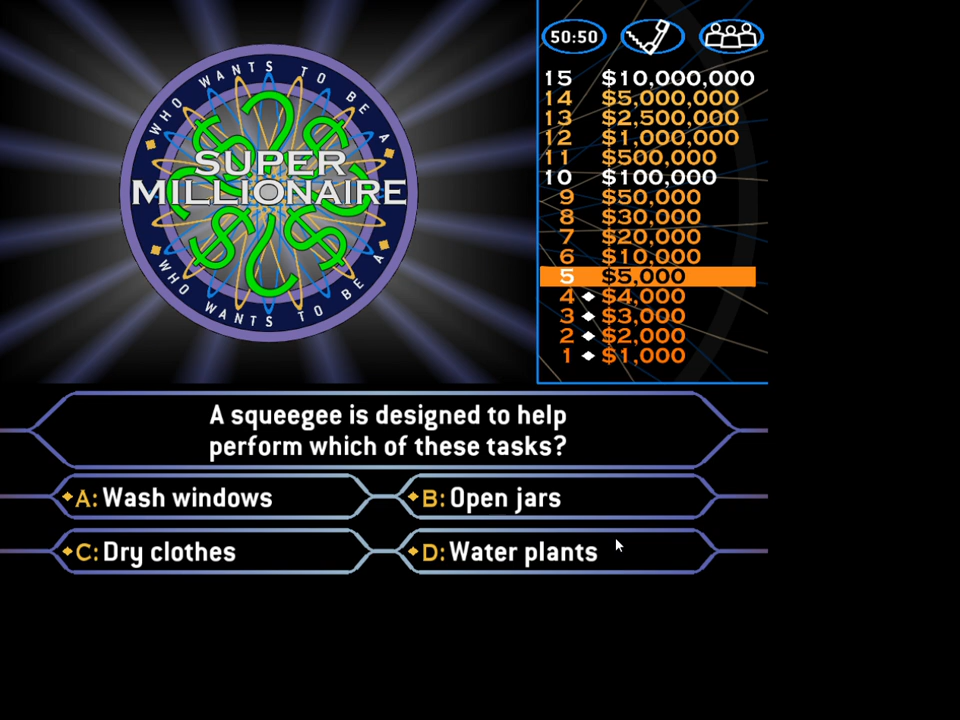 WHO WANTS TO BE A
SUPER
MILLIONAIRE
WHO WANTS TO BE A
50:50
15 $10,000,000
14 $5,000,000
13 $2,500,000
12 $1,000,000
11 $500,000
10 $100,000
9 $50,000
8 $30,000
7 $20,000
6 $10,000
5 $5,000
4 ◆ $4,000
3 ◆ $3,000
2 ◆ $2,000
1 ◆ $1,000
A squeegee is designed to help
perform which of these tasks?
◆A: Wash windows
◆B: Open jars
◆C: Dry clothes
◆D: Water plants